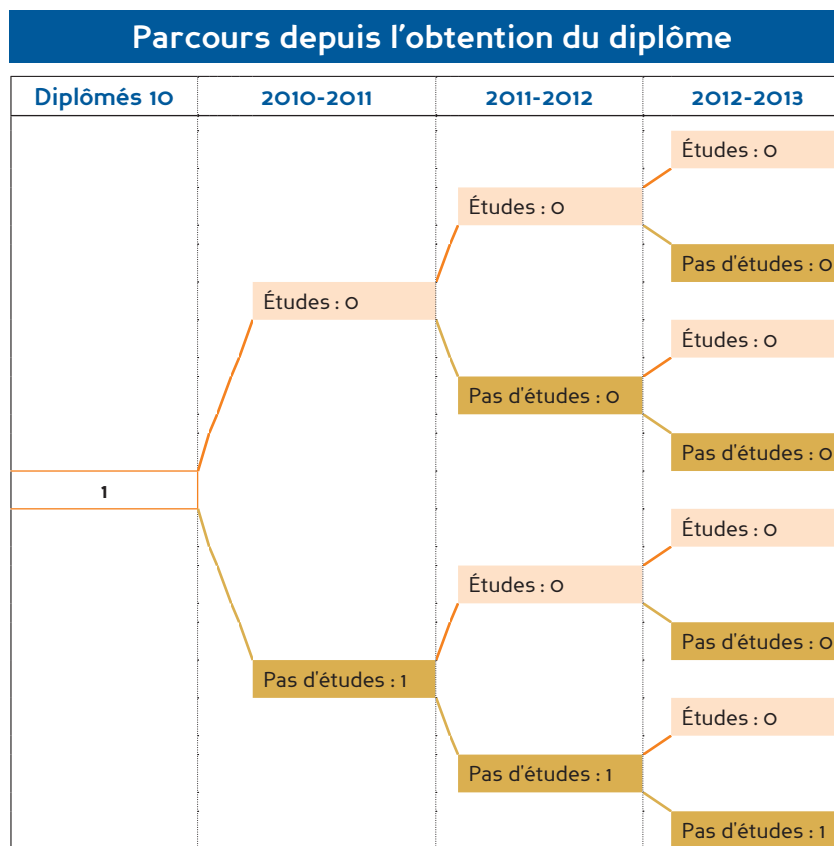 Parcours depuis l'obtention du diplôme
Diplômés 10 2010-2011 2011-2012 2012-2013
Études : 0
Études : 0
Pas d'études : 0
Études : 0
Études : 0
Pas d'études : 0
Pas d'études : 0
1
Études : 0
Études : 0
Pas d'études : 0
Pas d'études : 1
Études : 0
Pas d'études : 1
Pas d'études : 1